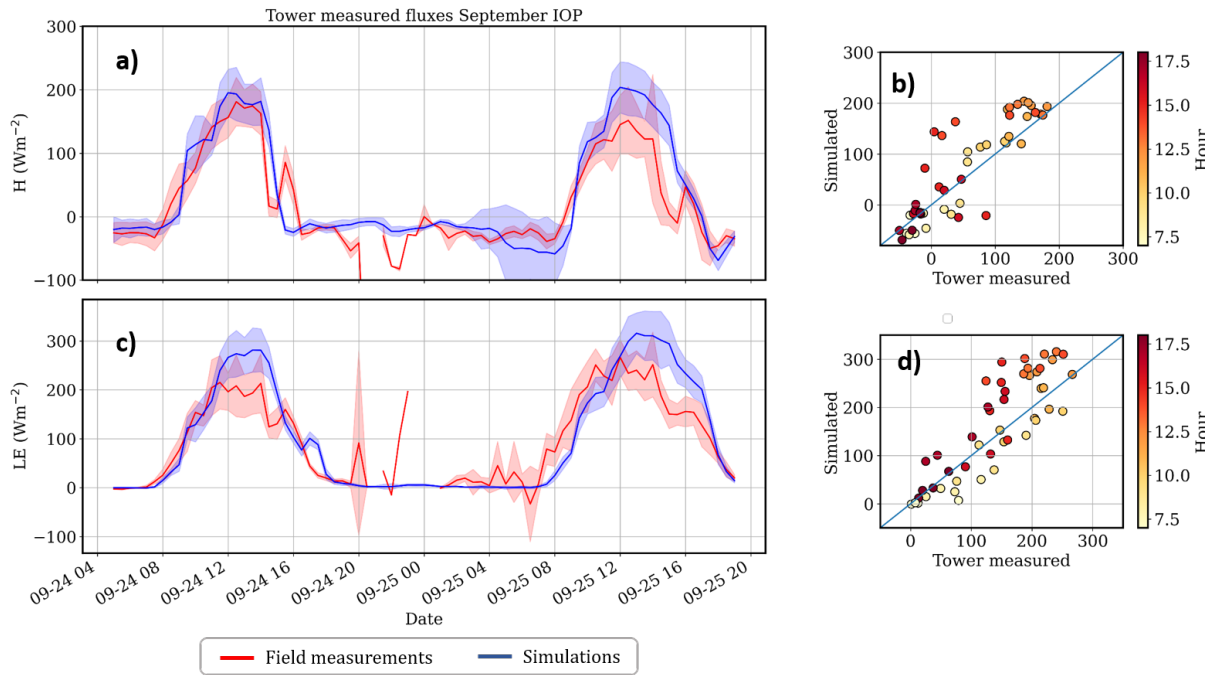 Tower measured fluxes September IOP
a)
H (Wm−2)
300
200
100
0
−100
c)
LE (Wm−2)
300
200
100
0
−100
09-24 04
09-24 08
09-24 12
09-24 16
09-24 20
09-25 00
09-25 04
09-25 08
09-25 12
09-25 16
09-25 20
Date
Field measurements
Simulations
b)
Simulated
300
200
100
0
0
100
200
300
Tower measured
17.5
15.0
12.5
10.0
7.5
Hour
d)
Simulated
300
200
100
0
0
100
200
300
Tower measured
17.5
15.0
12.5
10.0
7.5
Hour